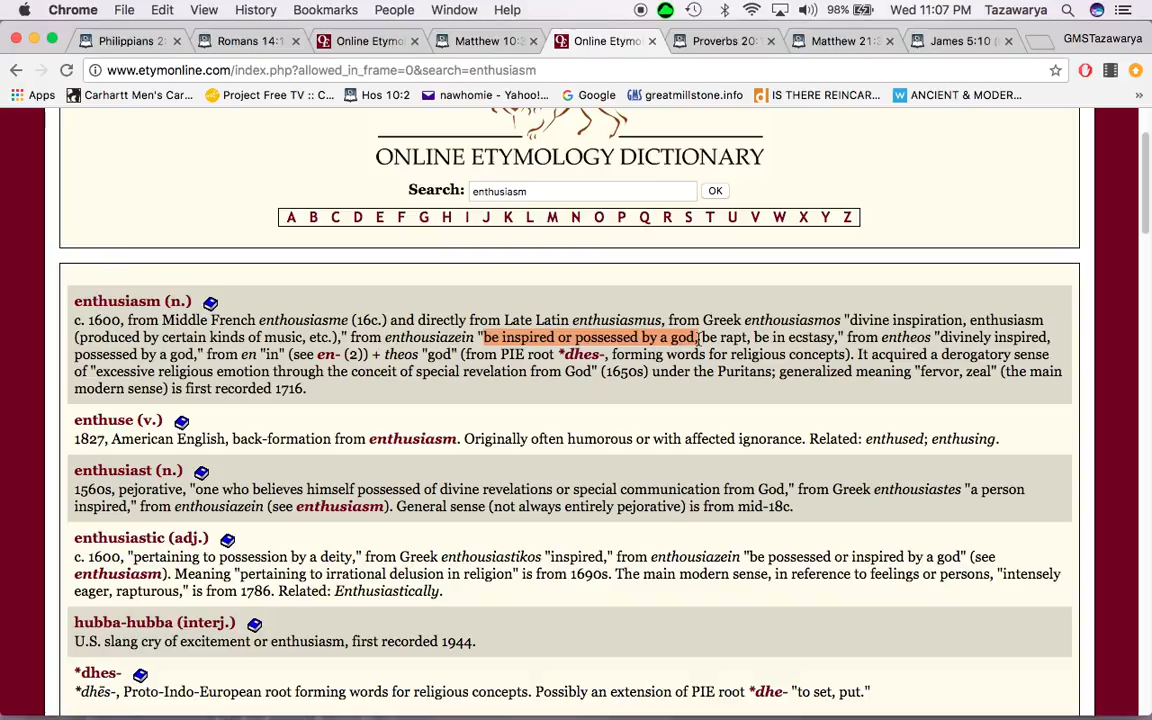 Chrome File Edit View History Bookmarks People Window Help 98% Wed 11:07 PM Tazawarya
Philippians 2: Romans 14:1 Online Etymo Matthew 10: Online Etymo Proverbs 20: Matthew 21: James 5:10 ( GMSTazawarya
www.etymonline.com/index.php?allowed_in_frame=0&search=enthusiasm
Apps Carhartt Men's Car... Project Free TV :: C... Hos 10:2 nawhomie - Yahoo!... Google greatmillstone.info IS THERE REINCAR... ANCIENT & MODER... »
ONLINE ETYMOLOGY DICTIONARY
Search: enthusiasm OK
A B C D E F G H I J K L M N O P Q R S T U V W X Y Z
enthusiasm (n.)
c. 1600, from Middle French enthousiasme (16c.) and directly from Late Latin enthusiasmus, from Greek enthousiasmos "divine inspiration, enthusiasm
(produced by certain kinds of music, etc.)," from enthousiazein "be inspired or possessed by a god, be rapt, be in ecstasy," from entheos "divinely inspired,
possessed by a god," from en "in" (see en- (2)) + theos "god" (from PIE root *dhes-, forming words for religious concepts). It acquired a derogatory sense
of "excessive religious emotion through the conceit of special revelation from God" (1650s) under the Puritans; generalized meaning "fervor, zeal" (the main
modern sense) is first recorded 1716.
enthuse (v.)
1827, American English, back-formation from enthusiasm. Originally often humorous or with affected ignorance. Related: enthused; enthusing.
enthusiast (n.)
1560s, pejorative, "one who believes himself possessed of divine revelations or special communication from God," from Greek enthousiastes "a person
inspired," from enthousiazein (see enthusiasm). General sense (not always entirely pejorative) is from mid-18c.
enthusiastic (adj.)
c. 1600, "pertaining to possession by a deity," from Greek enthousiastikos "inspired," from enthousiazein "be possessed or inspired by a god" (see
enthusiasm). Meaning "pertaining to irrational delusion in religion" is from 1690s. The main modern sense, in reference to feelings or persons, "intensely
eager, rapturous," is from 1786. Related: Enthusiastically.
hubba-hubba (interj.)
U.S. slang cry of excitement or enthusiasm, first recorded 1944.
*dhes-
*dhēs-, Proto-Indo-European root forming words for religious concepts. Possibly an extension of PIE root *dhe- "to set, put."